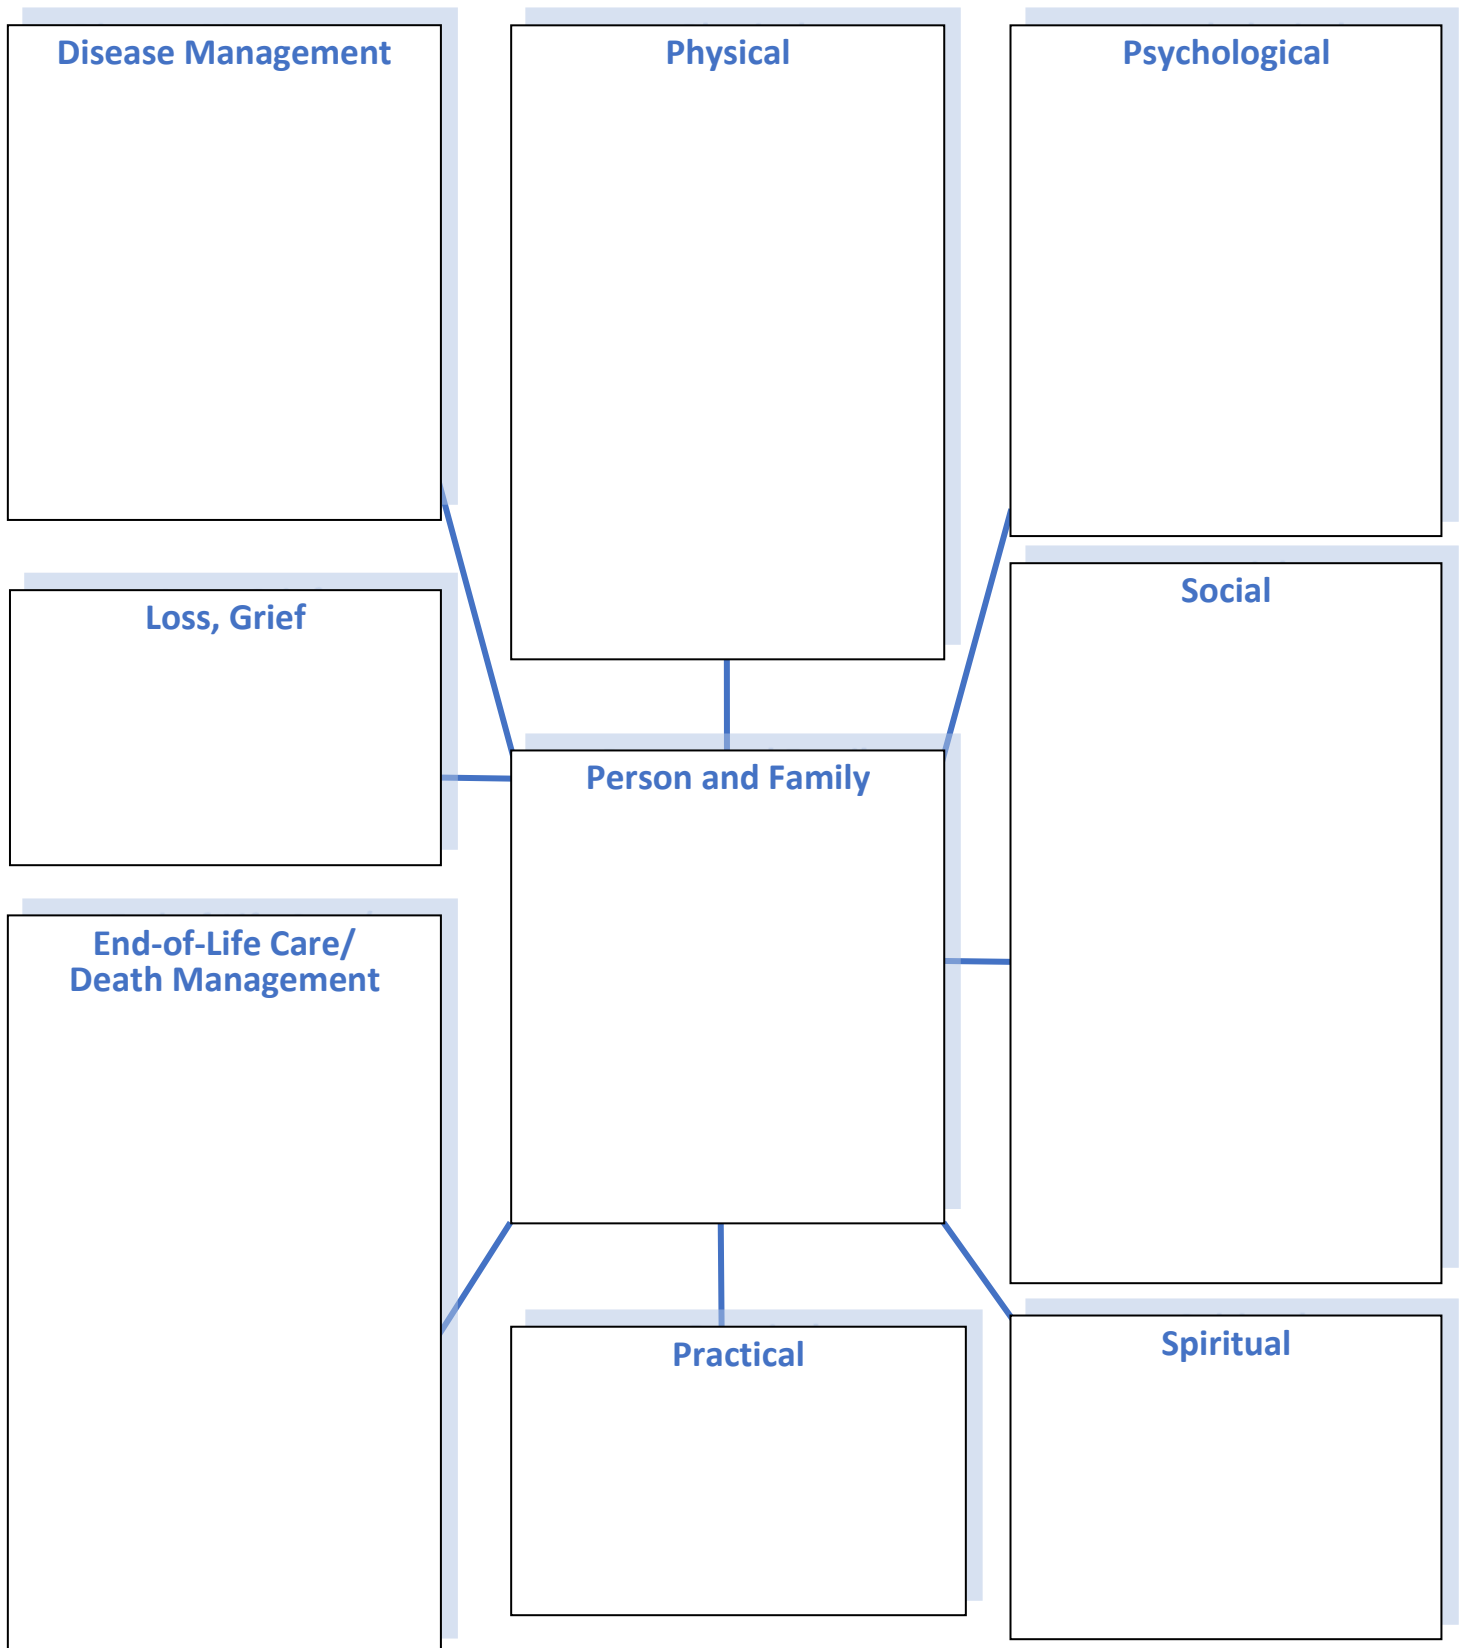 Disease Management
Physical
Psychological
Loss, Grief
Social
Person and Family
End-of-Life Care/
Death Management
Practical
Spiritual